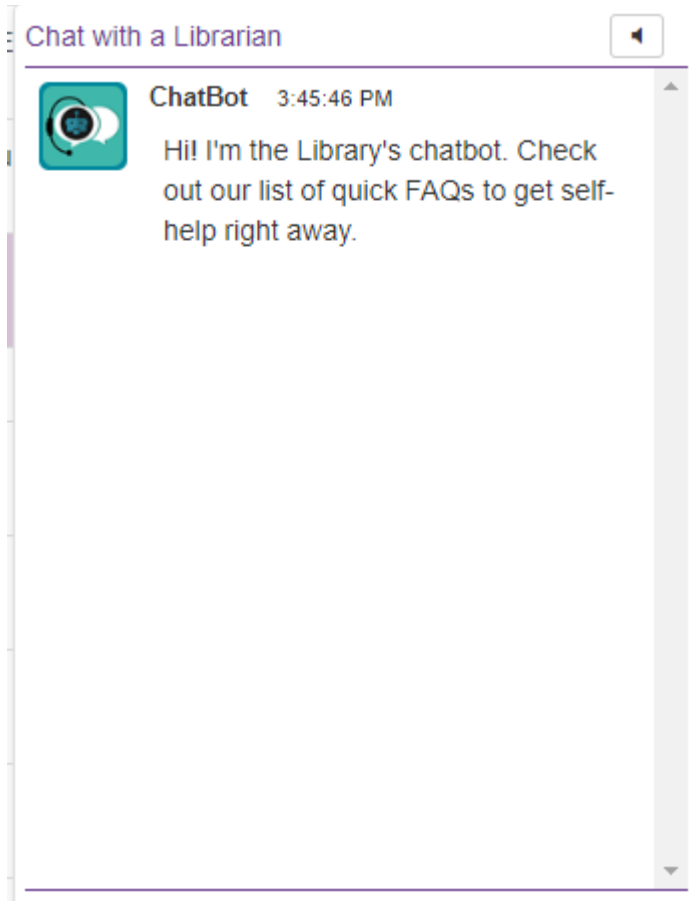 Chat with a Librarian
ChatBot 3:45:46 PM
Hi! I'm the Library's chatbot. Check
out our list of quick FAQs to get self-
help right away.